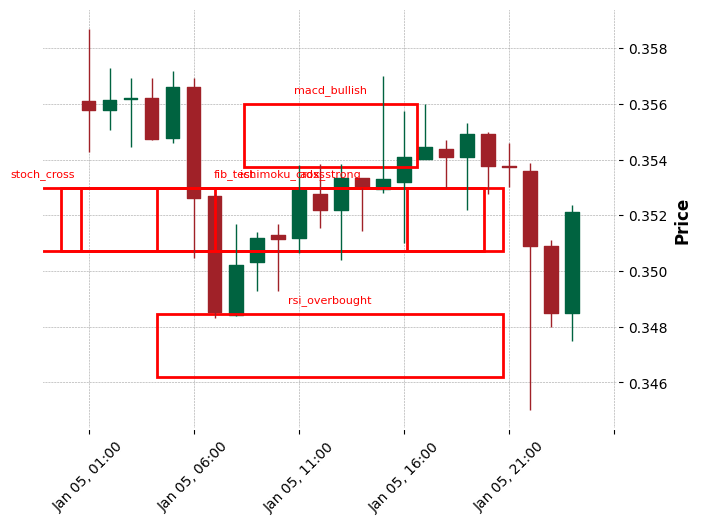 0.358
macd_bullish
0.356
0.354
stoch_cross
fib_test
ichimoku_cross
adx_strong
0.352
Price
0.350
rsi_overbought
0.348
0.346
Jan 05, 01:00
Jan 05, 06:00
Jan 05, 11:00
Jan 05, 16:00
Jan 05, 21:00